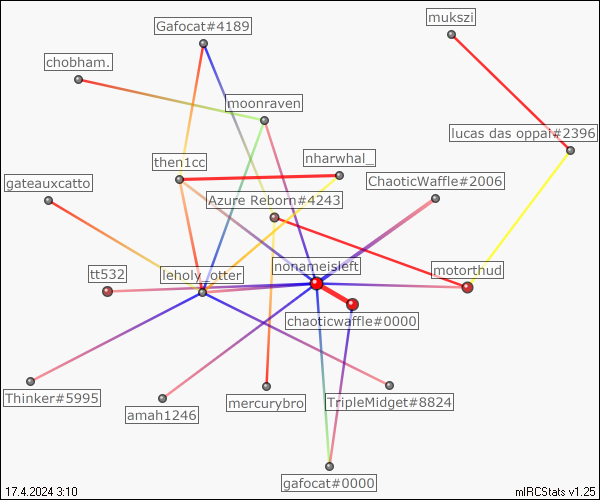 mukszi
Gafocat#4189
chobham.
moonraven
lucas das oppai#2396
then1cc
nharwhal_
gateauxcatto
ChaoticWaffle#2006
Azure Reborn#4243
nonameisleft
motorthud
tt532
leholy_otter
chaoticwaffle#0000
Thinker#5995
amah1246
mercurybro
TripleMidget#8824
gafocat#0000
17.4.2024 3:10
mIRCStats v1.25